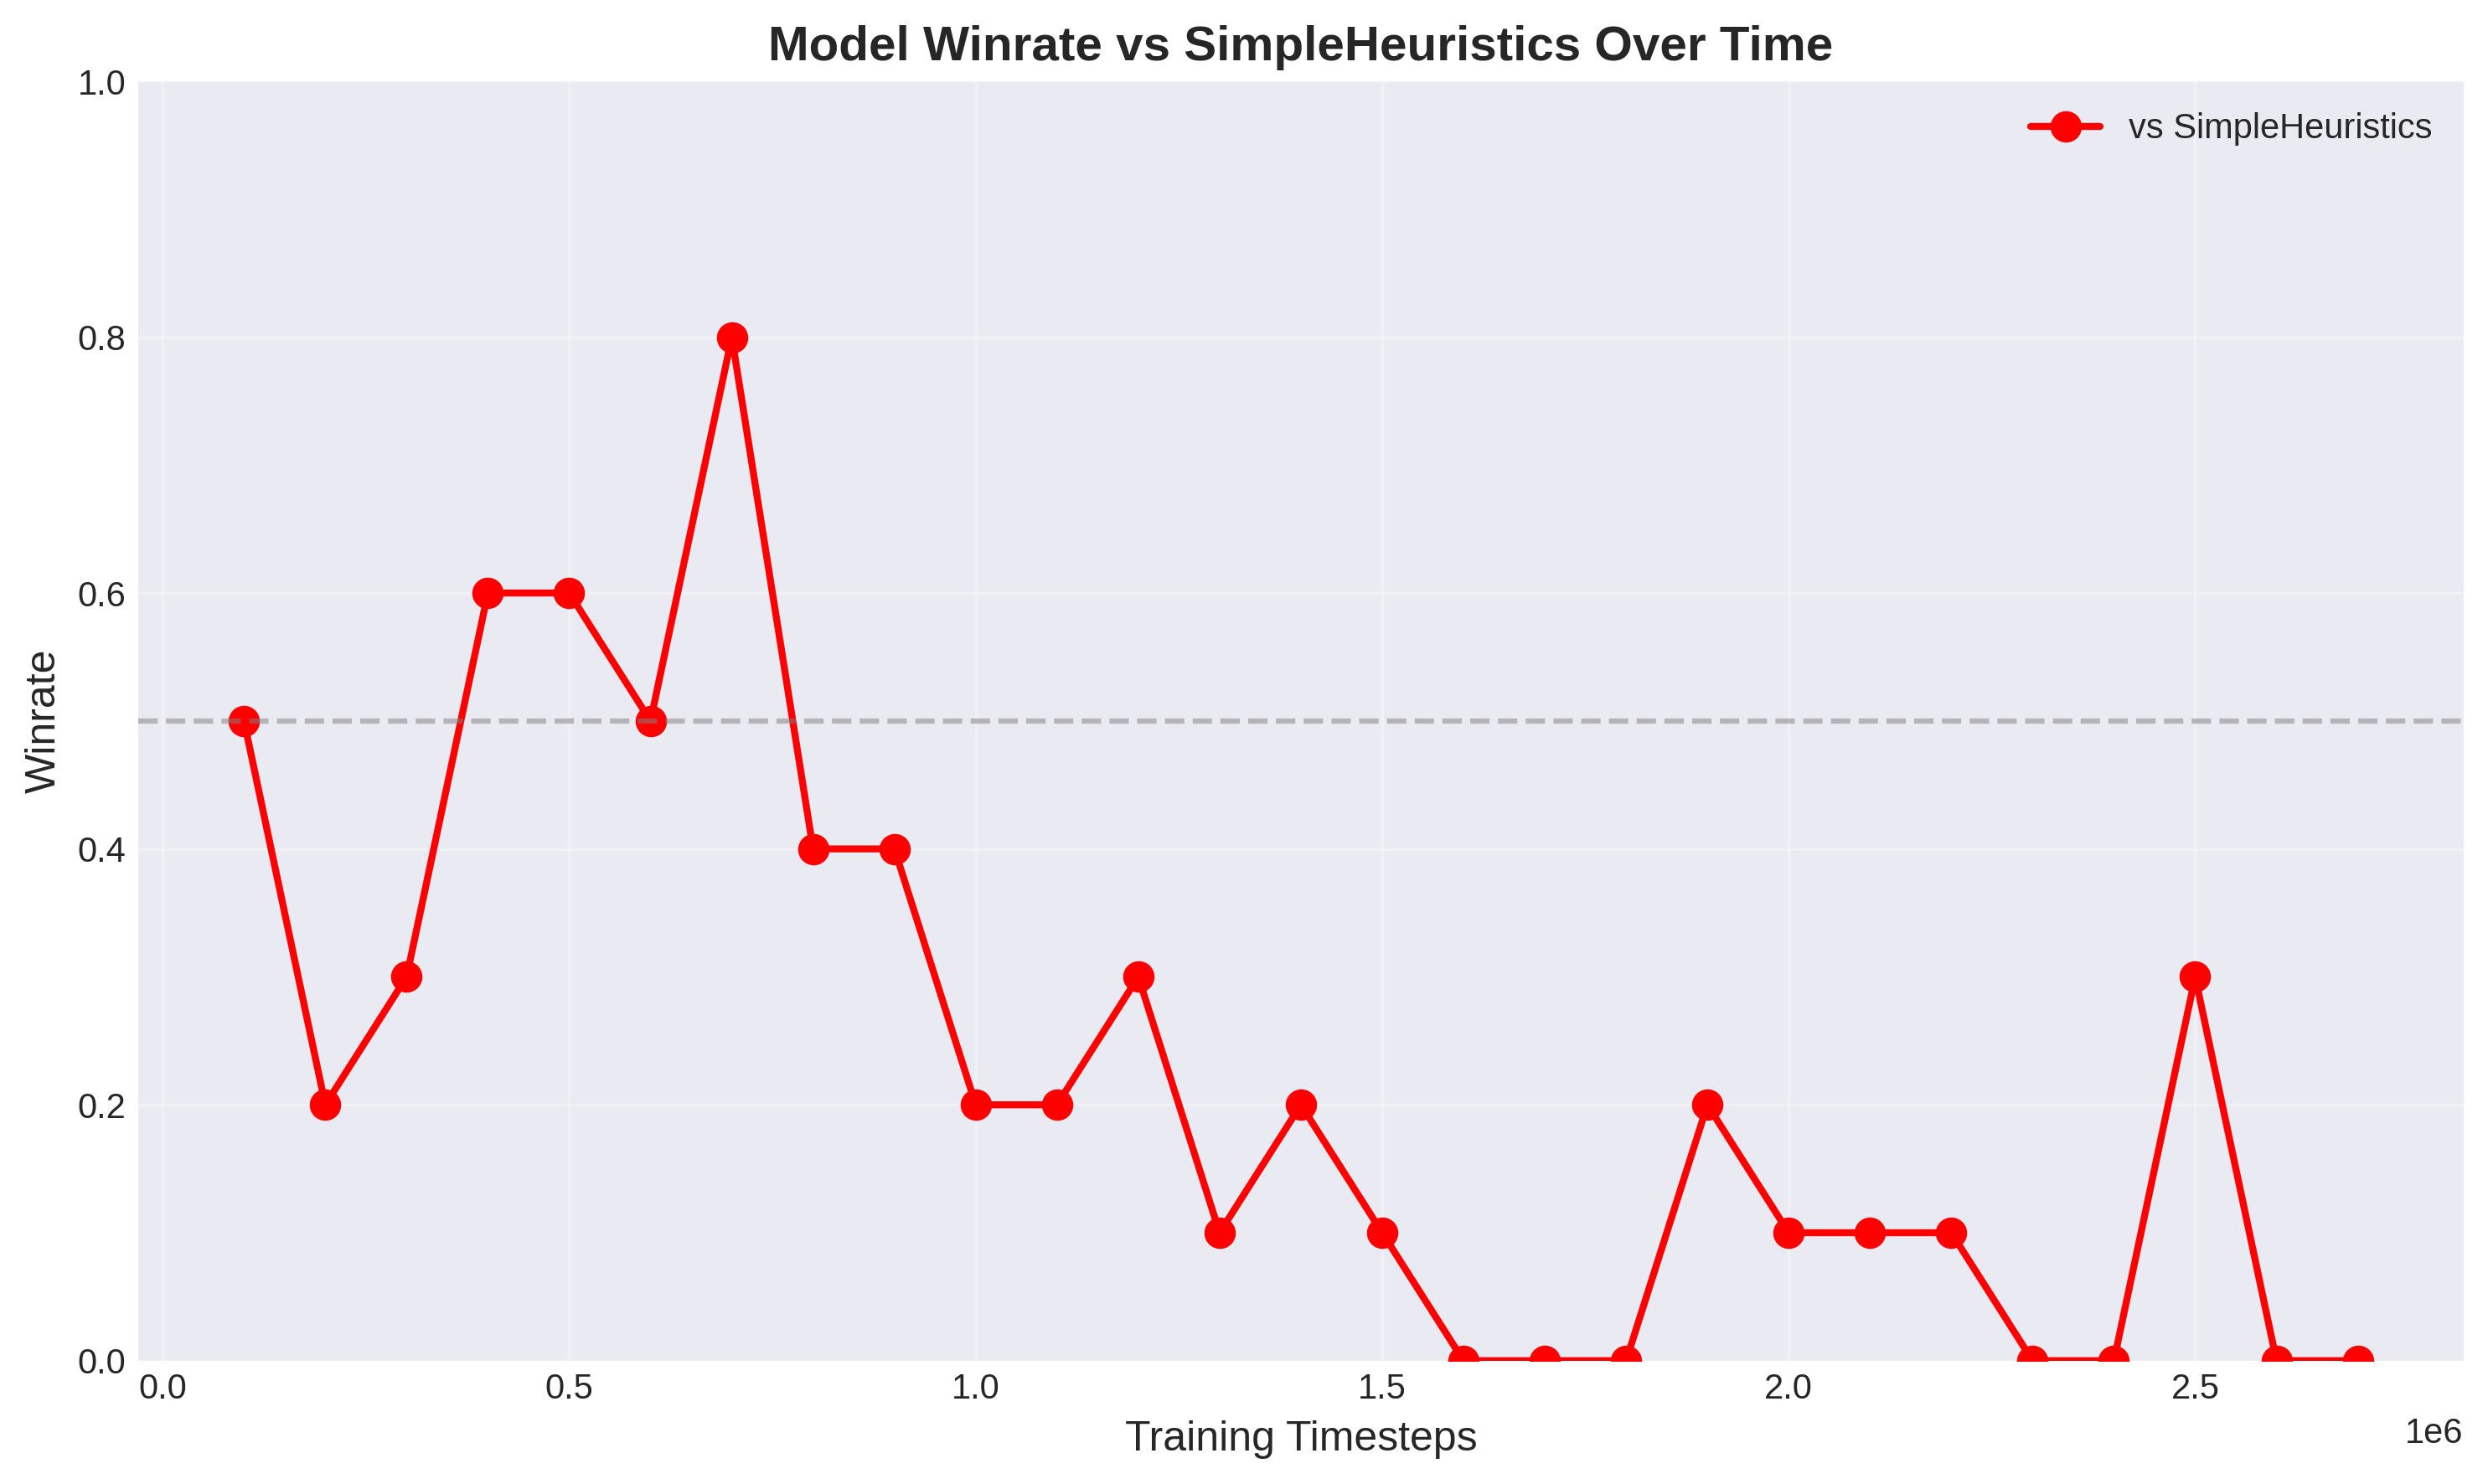 Model Winrate vs SimpleHeuristics Over Time
1.0
vs SimpleHeuristics
0.8
0.6
Winrate
0.4
0.2
0.0
0.0 0.5 1.0 1.5 2.0 2.5
Training Timesteps
1e6